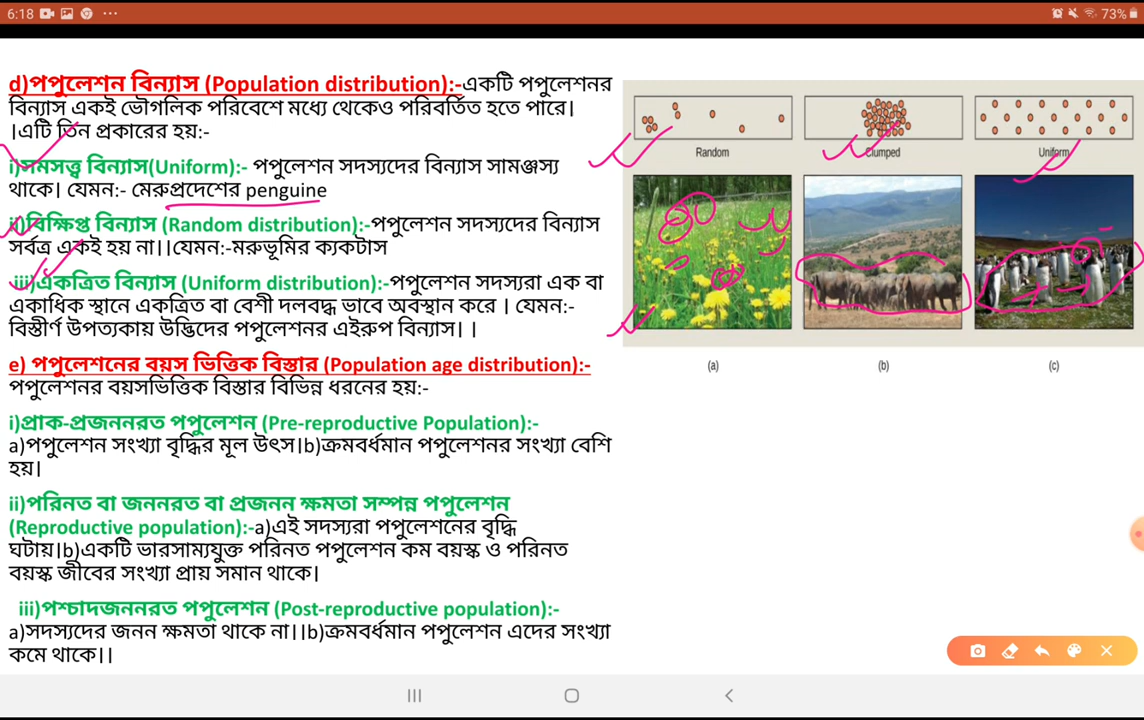 6:18
73%
d)পপুলেশন বিন্যাস (Population distribution):-একটি পপুলেশনর
বিন্যাস একই ভৌগলিক পরিবেশে মধ্যে থেকেও পরিবর্তিত হতে পারে।
।এটি তিন প্রকারের হয়:-
i)সমসত্ত্ব বিন্যাস(Uniform):- পপুলেশন সদস্যদের বিন্যাস সামঞ্জস্য
থাকে। যেমন:- মেরুপ্রদেশের penguine
ii)বিক্ষিপ্ত বিন্যাস (Random distribution):-পপুলেশন সদস্যদের বিন্যাস
সর্বত্র একই হয় না।।যেমন:-মরুভূমির ক্যকটাস
iii)একত্রিত বিন্যাস (Uniform distribution):-পপুলেশন সদস্যরা এক বা
একাধিক স্থানে একত্রিত বা বেশী দলবদ্ধ ভাবে অবস্থান করে । যেমন:-
বিস্তীর্ণ উপত্যকায় উদ্ভিদের পপুলেশনর এইরুপ বিন্যাস।।
e) পপুলেশনের বয়স ভিত্তিক বিস্তার (Population age distribution):-
পপুলেশনর বয়সভিত্তিক বিস্তার বিভিন্ন ধরনের হয়:-
i)প্রাক-প্রজননরত পপুলেশন (Pre-reproductive Population):-
a)পপুলেশন সংখ্যা বৃদ্ধির মূল উৎস।b)ক্রমবর্ধমান পপুলেশনর সংখ্যা বেশি
হয়।
ii)পরিনত বা জননরত বা প্রজনন ক্ষমতা সম্পন্ন পপুলেশন
(Reproductive population):-a)এই সদস্যরা পপুলেশনের বৃদ্ধি
ঘটায়।b)একটি ভারসাম্যযুক্ত পরিনত পপুলেশন কম বয়স্ক ও পরিনত
বয়স্ক জীবের সংখ্যা প্রায় সমান থাকে।
iii)পশ্চাদজননরত পপুলেশন (Post-reproductive population):-
a)সদস্যদের জনন ক্ষমতা থাকে না।।b)ক্রমবর্ধমান পপুলেশন এদের সংখ্যা
কমে থাকে।।
Random
Clumped
Uniform
(a)
(b)
(c)